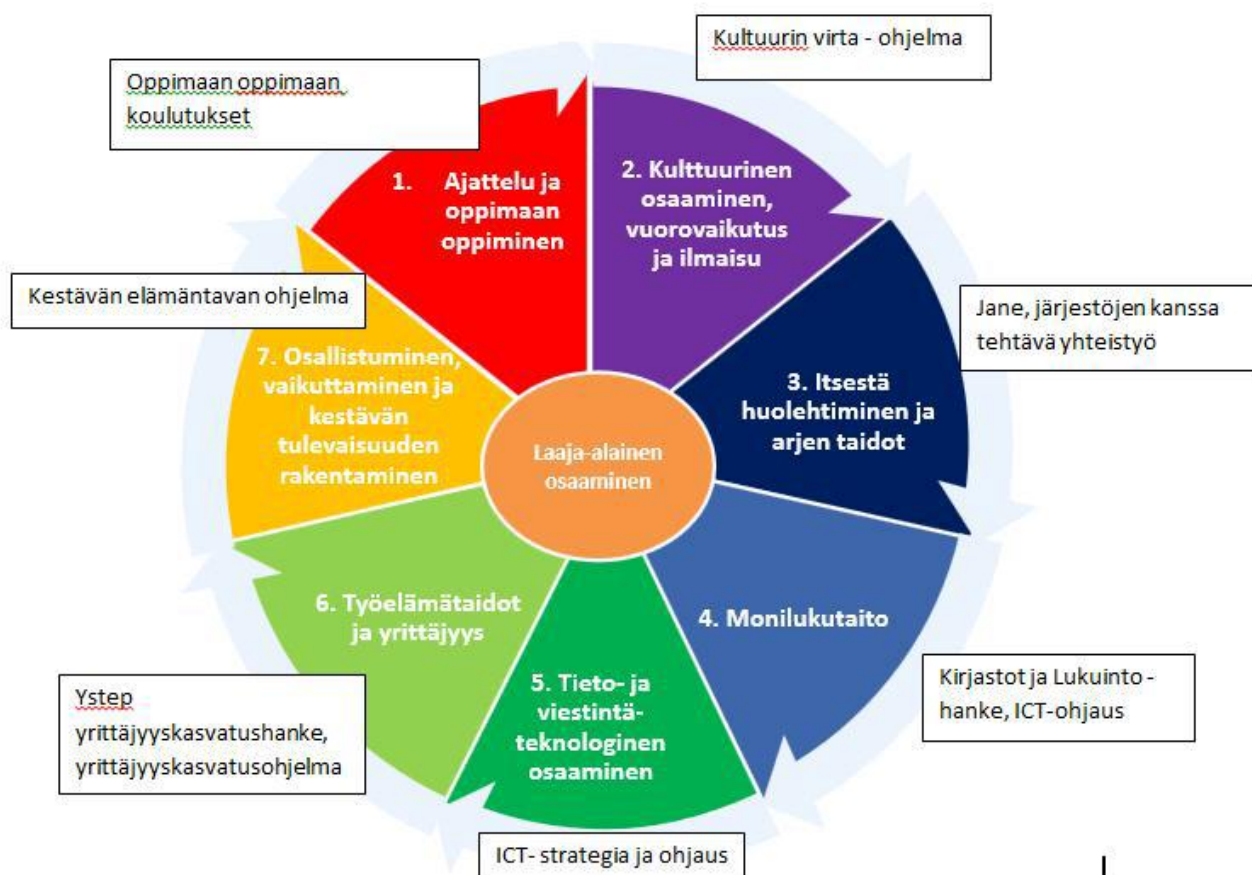 Kultuurin virta - ohjelma
Oppimaan oppimaan
koulutukset
1. Ajattelu ja
oppimaan
oppiminen
2. Kulttuurinen
osaaminen,
vuorovaikutus
ja ilmaisu
Kestävän elämäntavan ohjelma
Jane, järjestöjen kanssa
tehtävä yhteistyö
7. Osallistuminen,
vaikuttaminen ja
kestävän
tulevaisuuden
rakentaminen
3. Itsestä
huolehtiminen ja
arjen taidot
Laaja-alainen
osaaminen
6. Työelämätaidot
ja yrittäjyys
4. Monilukutaito
Ystep
yrittäjyyskasvatushanke,
yrittäjyyskasvatusohjelma
5. Tieto- ja
viestintä-
teknologinen
osaaminen
Kirjastot ja Lukuinto -
hanke, ICT-ohjaus
ICT- strategia ja ohjaus